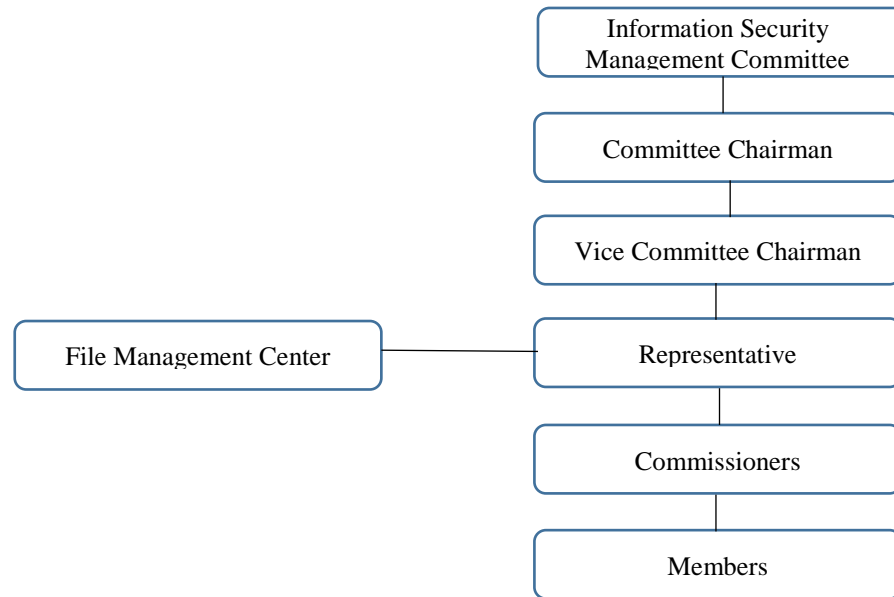 Information Security
Management Committee
Committee Chairman
Vice Committee Chairman
File Management Center
Representative
Commissioners
Members